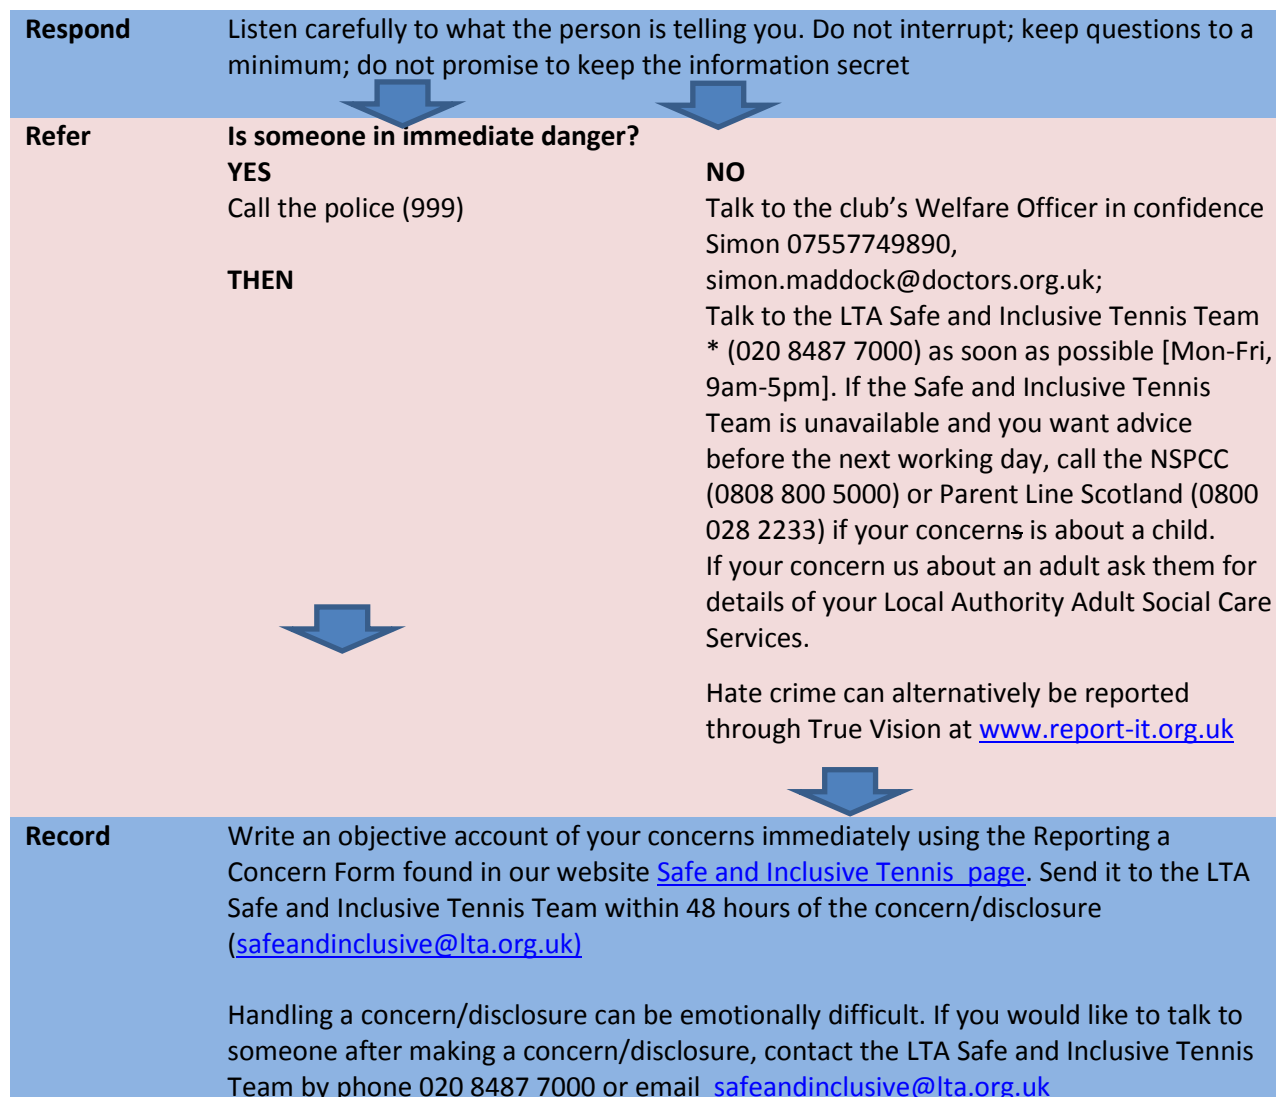 Respond Listen carefully to what the person is telling you. Do not interrupt; keep questions to a
minimum; do not promise to keep the information secret
Refer Is someone in immediate danger?
YES
Call the police (999)
THEN
NO
Talk to the club’s Welfare Officer in confidence
Simon 07557749890,
simon.maddock@doctors.org.uk;
Talk to the LTA Safe and Inclusive Tennis Team
* (020 8487 7000) as soon as possible [Mon-Fri,
9am-5pm]. If the Safe and Inclusive Tennis
Team is unavailable and you want advice
before the next working day, call the NSPCC
(0808 800 5000) or Parent Line Scotland (0800
028 2233) if your concerns is about a child.
If your concern us about an adult ask them for
details of your Local Authority Adult Social Care
Services.
Hate crime can alternatively be reported
through True Vision at www.report-it.org.uk
Record Write an objective account of your concerns immediately using the Reporting a
Concern Form found in our website Safe and Inclusive Tennis  page. Send it to the LTA
Safe and Inclusive Tennis Team within 48 hours of the concern/disclosure
(safeandinclusive@lta.org.uk)
Handling a concern/disclosure can be emotionally difficult. If you would like to talk to
someone after making a concern/disclosure, contact the LTA Safe and Inclusive Tennis
Team by phone 020 8487 7000 or email  safeandinclusive@lta.org.uk